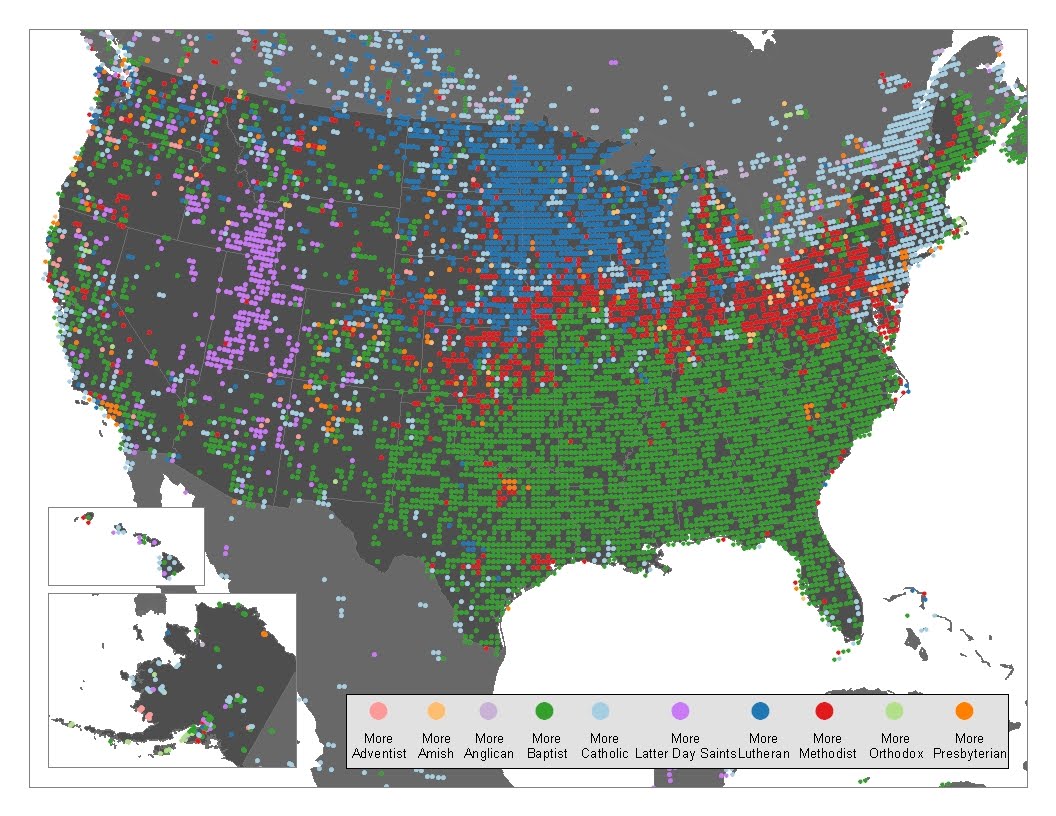 More Adventist
More Amish
More Anglican
More Baptist
More Catholic
More Latter Day Saints
More Lutheran
More Methodist
More Orthodox
More Presbyterian